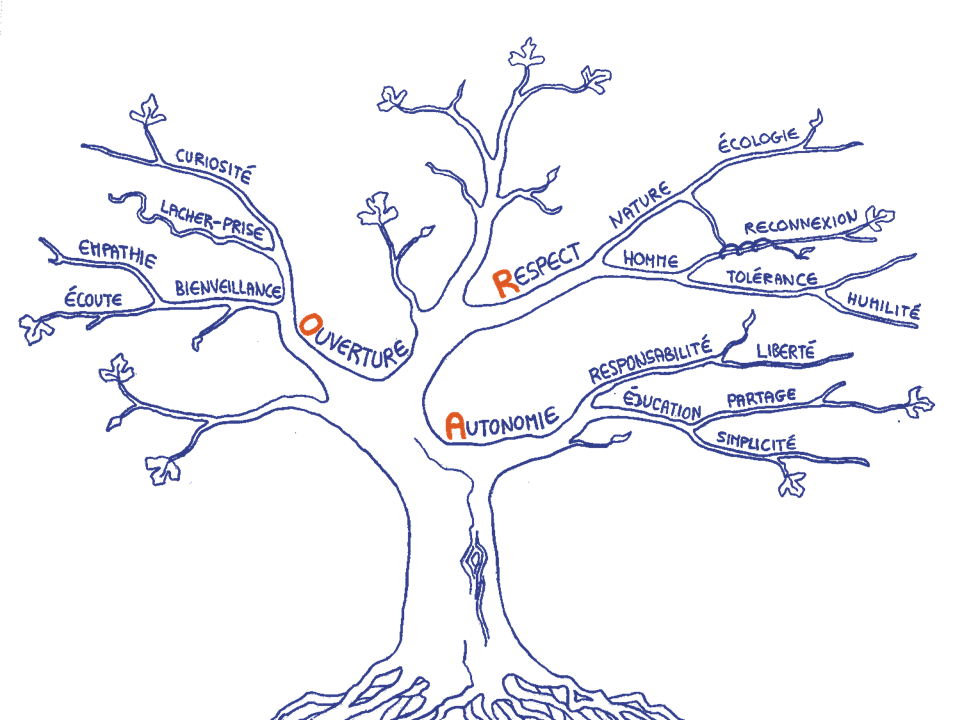 CURIOSITÉ
LACHER-PRISE
EMPATHIE
BIENVEILLANCE
ÉCOUTE
OUVERTURE
RESPECT
NATURE
ÉCOLOGIE
HOMME
RECONNEXION
TOLÉRANCE
HUMILITÉ
AUTONOMIE
RESPONSABILITÉ
LIBERTÉ
ÉDUCATION
PARTAGE
SIMPLICITÉ